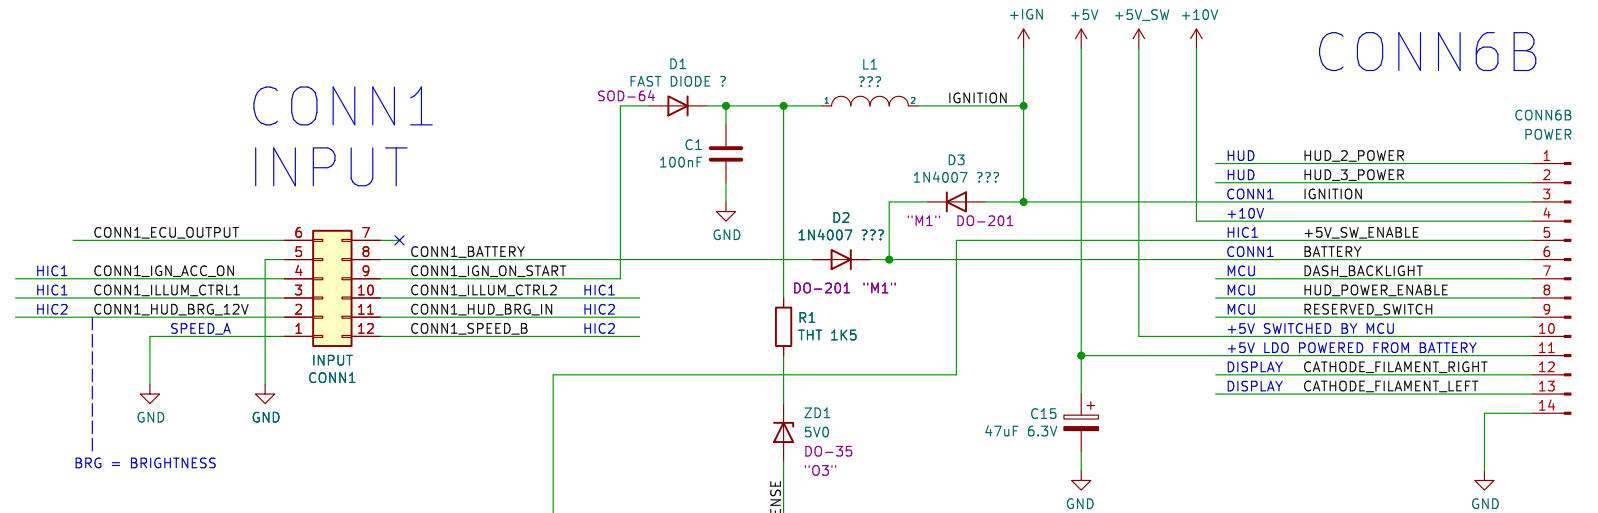 +IGN +5V +5V_SW +10V
CONN6B
CONN1
INPUT
D1
FAST DIODE ?
SOD-64
L1
???
1 2
IGNITION
C1
100nF
GND
D3
1N4007 ???
"M1" DO-201
D2
1N4007 ???
DO-201 "M1"
CONN6B
POWER
HUD HUD_2_POWER 1
HUD HUD_3_POWER 2
CONN1 IGNITION 3
+10V 4
HIC1 +5V_SW_ENABLE 5
CONN1 BATTERY 6
MCU DASH_BACKLIGHT 7
MCU HUD_POWER_ENABLE 8
MCU RESERVED_SWITCH 9
+5V SWITCHED BY MCU 10
+5V LDO POWERED FROM BATTERY 11
DISPLAY CATHODE_FILAMENT_RIGHT 12
DISPLAY CATHODE_FILAMENT_LEFT 13
14
CONN1_ECU_OUTPUT 6 7
5 8 CONN1_BATTERY
HIC1 CONN1_IGN_ACC_ON 4 9 CONN1_IGN_ON_START
HIC1 CONN1_ILLUM_CTRL1 3 10 CONN1_ILLUM_CTRL2 HIC1
HIC2 CONN1_HUD_BRG_12V 2 11 CONN1_HUD_BRG_IN HIC2
SPEED_A 1 12 CONN1_SPEED_B HIC2
INPUT
CONN1
GND GND
BRG = BRIGHTNESS
R1
THT 1K5
ZD1
5V0
DO-35
"O3"
ENSE
C15
47uF 6.3V
+
GND
GND